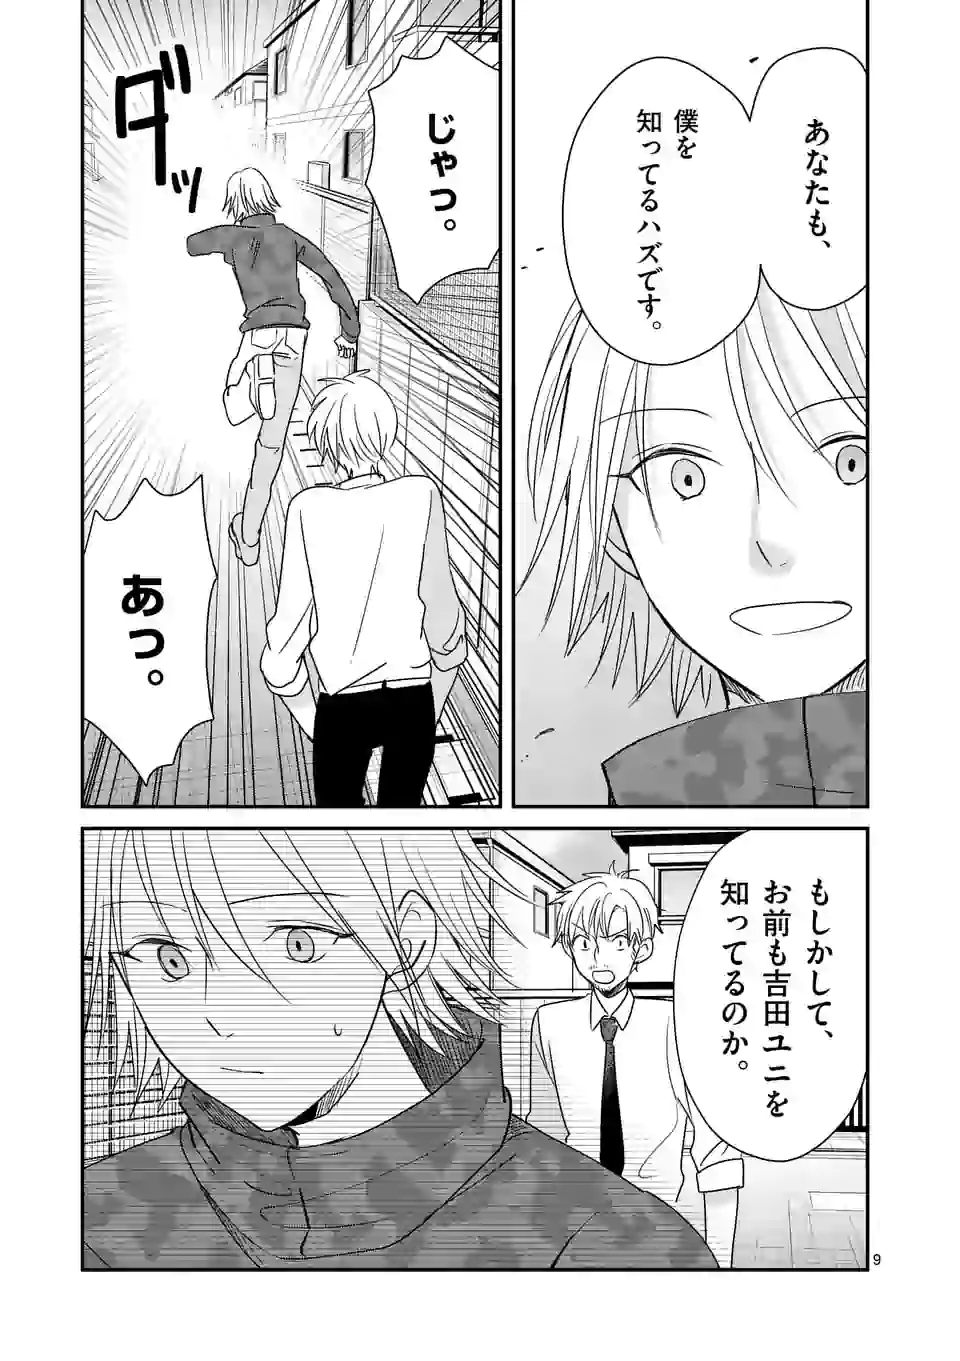 あなたも、
僕を
知ってるハズです。
じゃっ。
ダッ
あっ。
もしかして、
お前も吉田ユニを
知ってるのか。
9